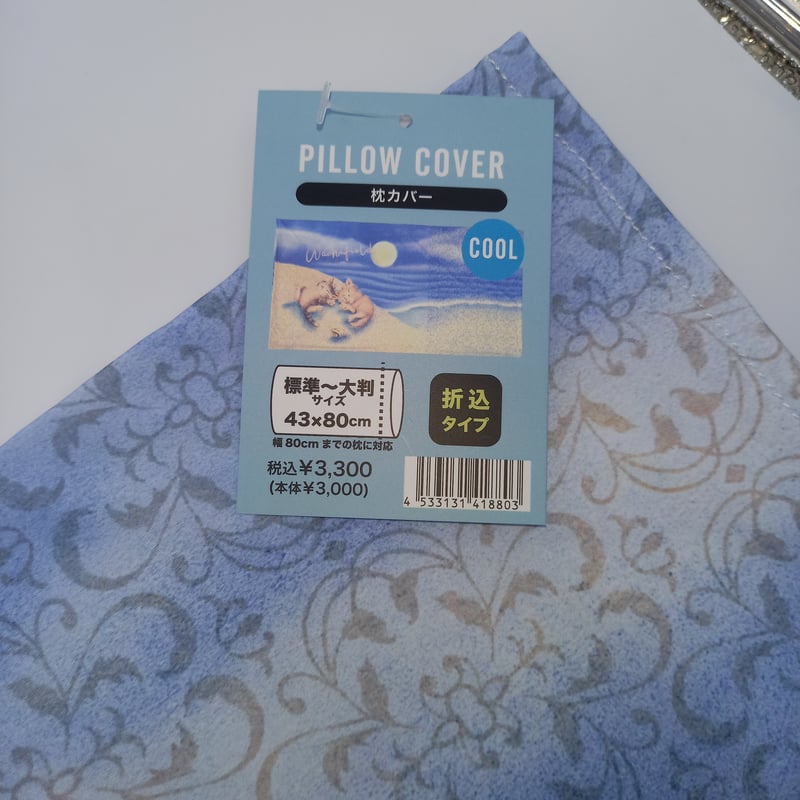 PILLOW COVER
枕カバー
Wachifield
COOL
標準～大判
サイズ
43×80cm
幅80cmまでの枕に対応
折込
タイプ
税込¥3,300
(本体¥3,000)
4 533131 418803